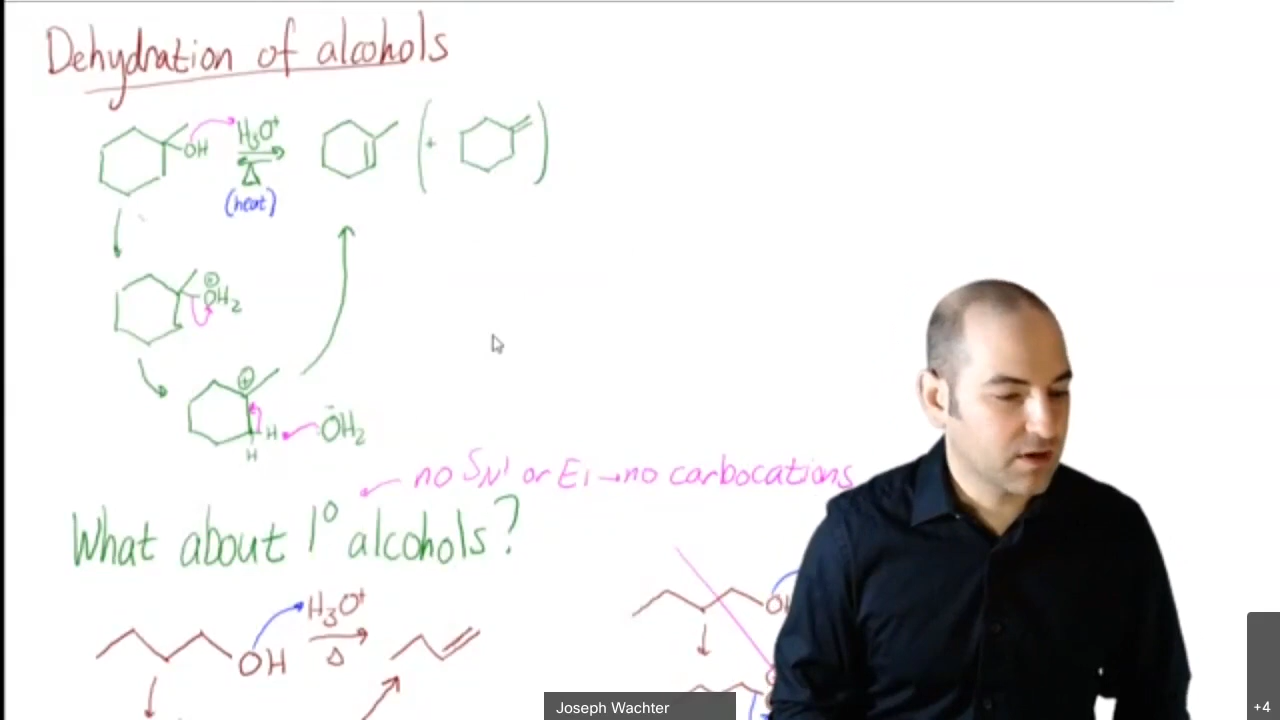 Dehydration of alcohols
OH H3O+ (+ )
Δ
(heat)
⊕
OH2
⊕
H OH2
H
no SN1 or E1→no carbocations
What about 1° alcohols?
OH H3O+
Δ
OH
Joseph Wachter
+4